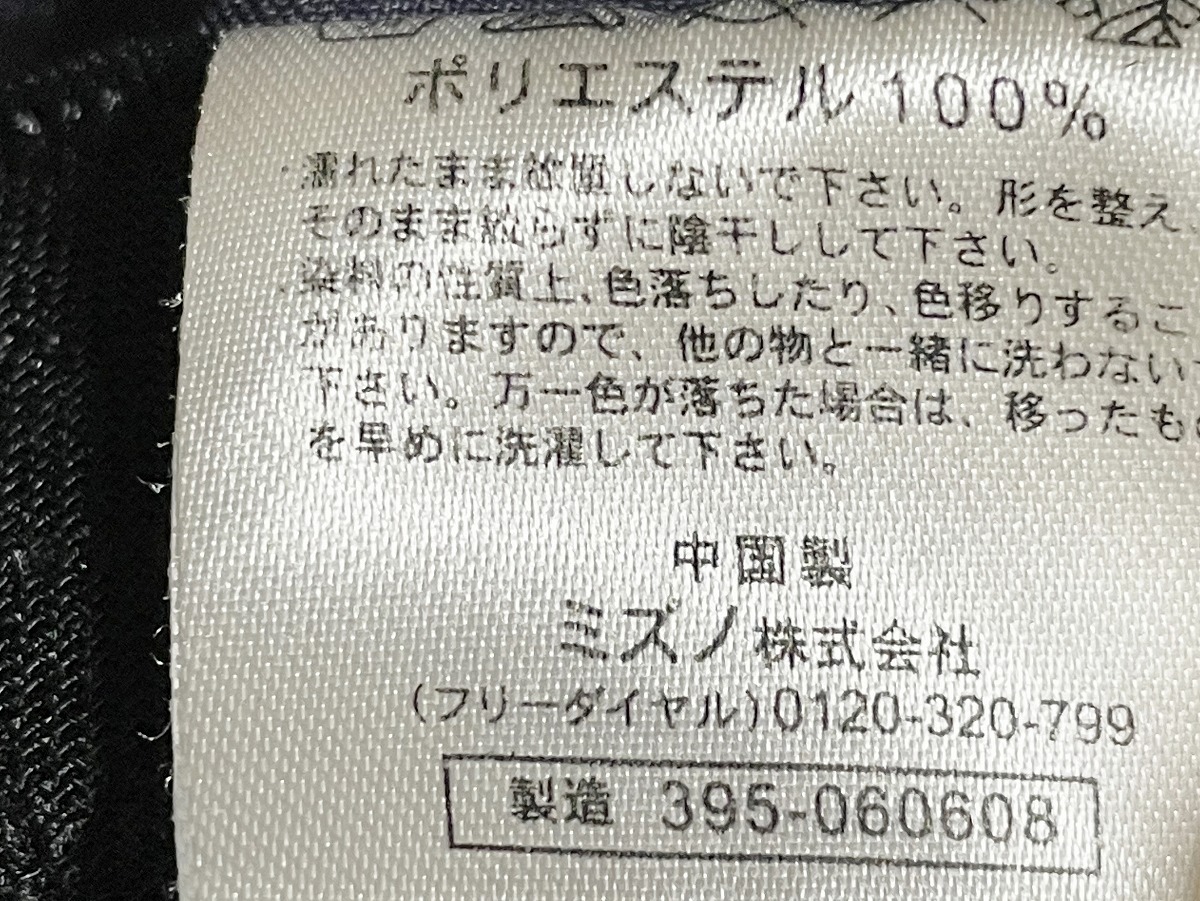 ポリエステル100%
・濡れたまま放置しないで下さい。形を整え、
そのまま絞らずに陰干しして下さい。
・染料の性質上、色落ちしたり、色移りするこ
がありますので、他の物と一緒に洗わない
下さい。万一色が落ちた場合は、移ったも
を早めに洗濯して下さい。
中国製
ミズノ株式会社
(フリーダイヤル)0120-320-799
製造 395-060608